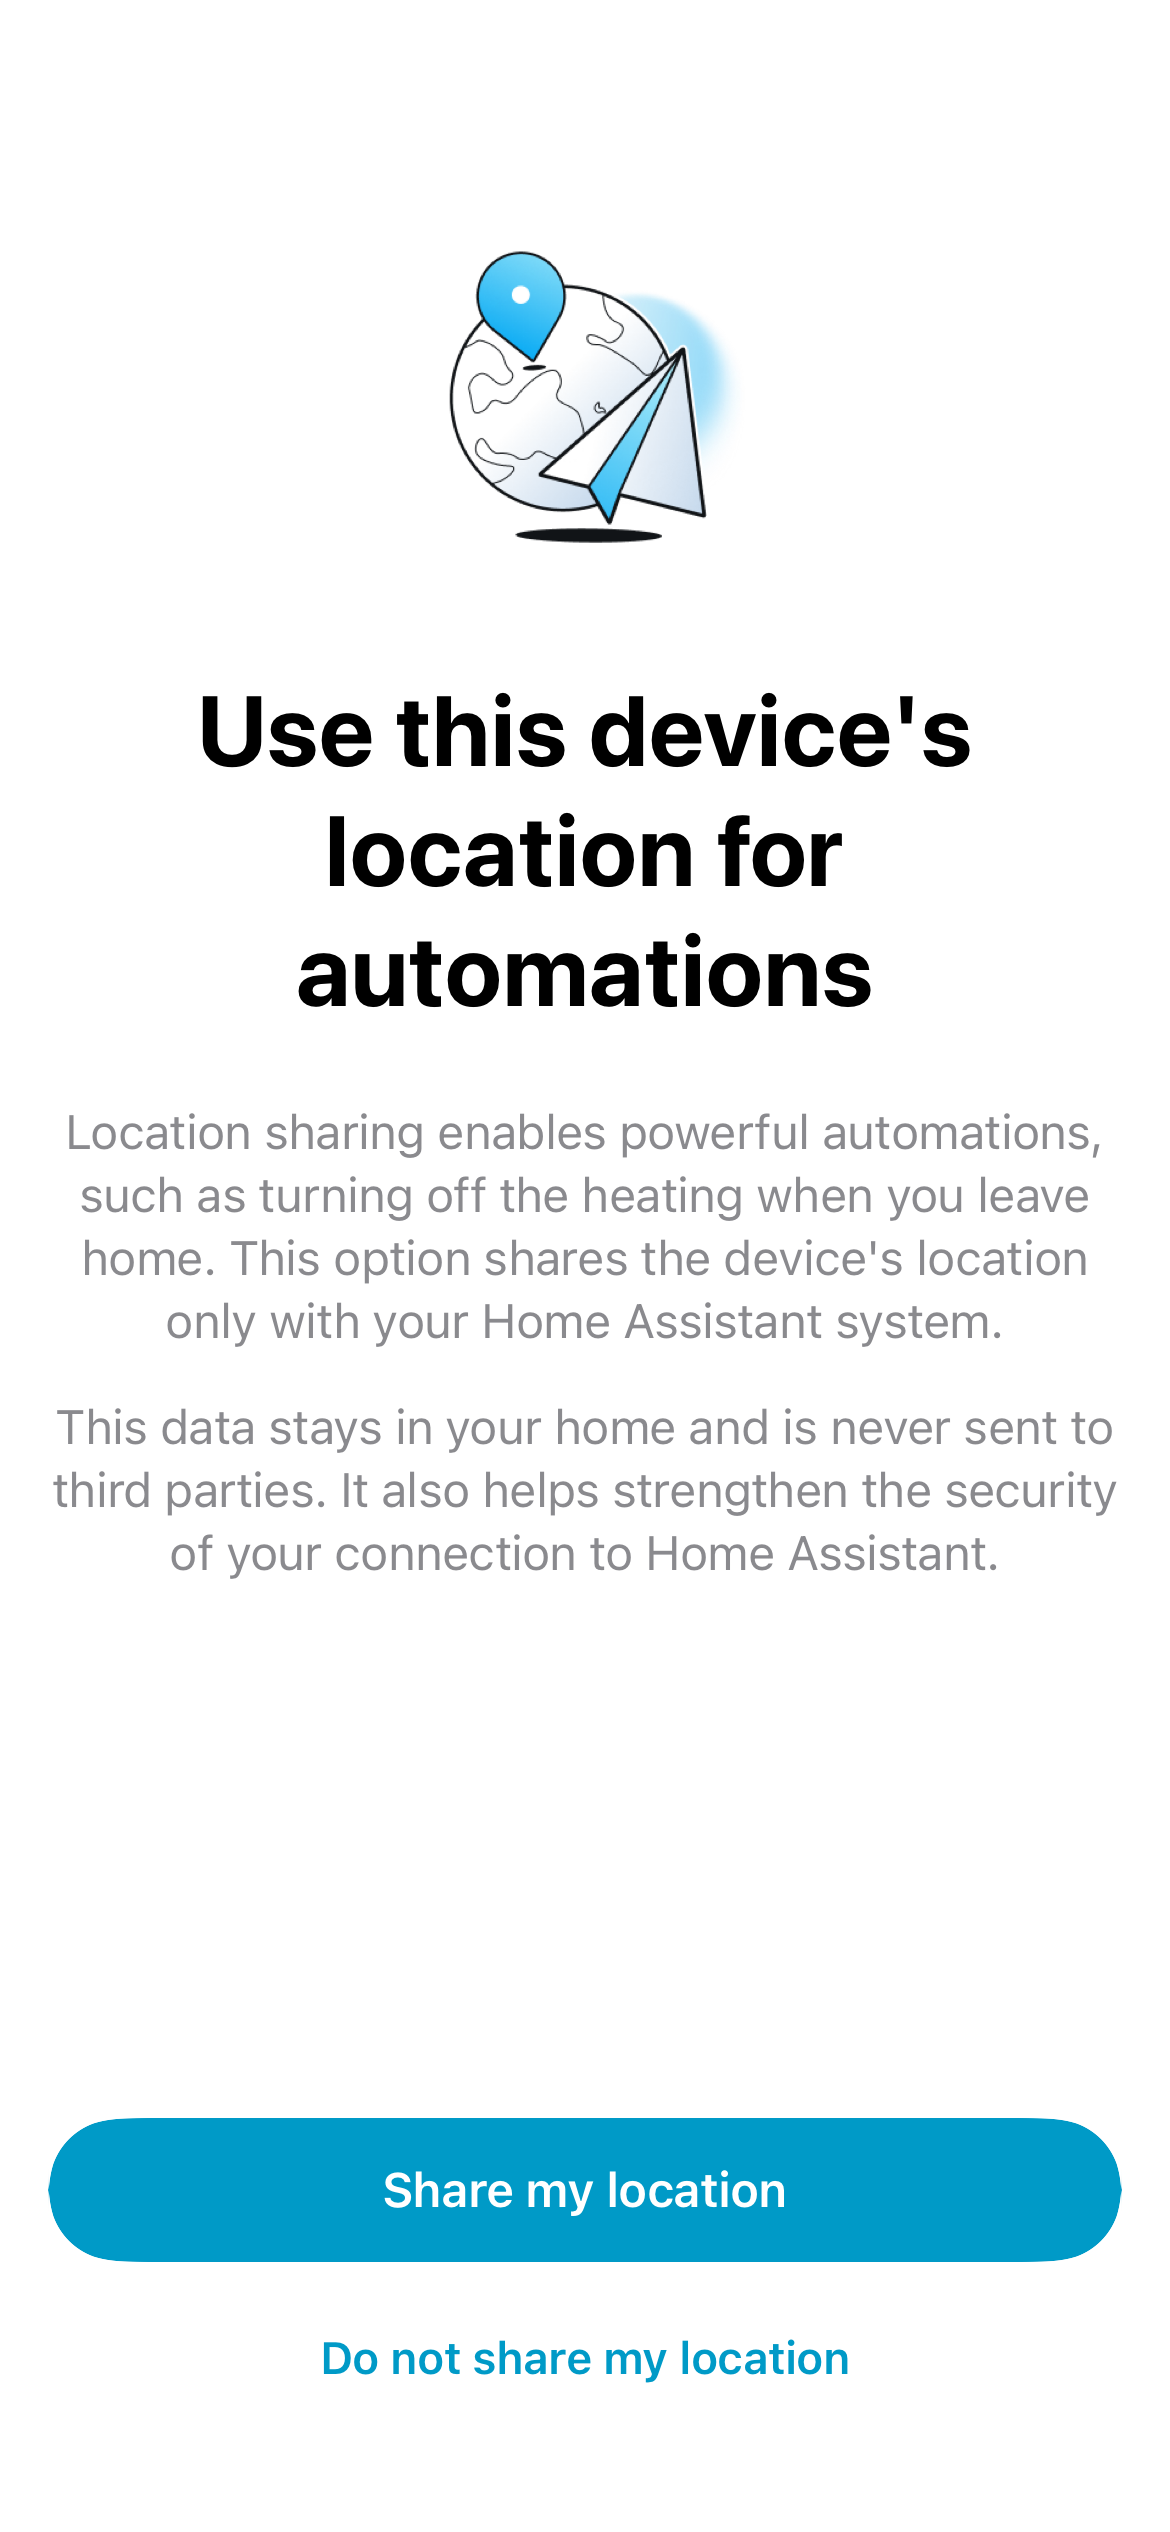 Use this device's
location for
automations
Location sharing enables powerful automations,
such as turning off the heating when you leave
home. This option shares the device's location
only with your Home Assistant system.
This data stays in your home and is never sent to
third parties. It also helps strengthen the security
of your connection to Home Assistant.
Share my location
Do not share my location